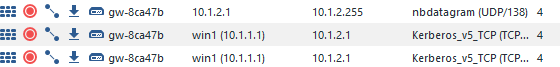 gw-8ca47b 10.1.2.1 10.1.2.255 nbdatagram (UDP/138) 4
gw-8ca47b win1 (10.1.1.1) 10.1.2.1 Kerberos_v5_TCP (TCP... 4
gw-8ca47b win1 (10.1.1.1) 10.1.2.1 Kerberos_v5_TCP (TCP... 4